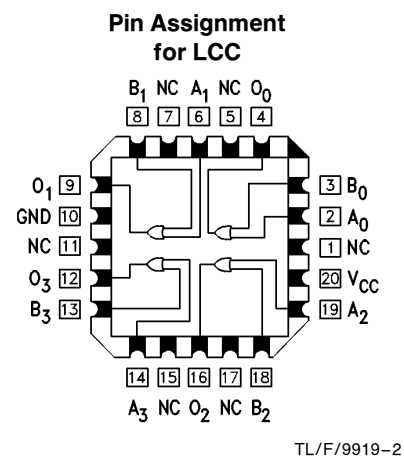 Pin Assignment
for LCC
B1 NC A1 NC O0
8 7 6 5 4
O1 9
GND 10
NC 11
O3 12
B3 13
3 B0
2 A0
1 NC
20 VCC
19 A2
14 15 16 17 18
A3 NC O2 NC B2
TL/F/9919–2